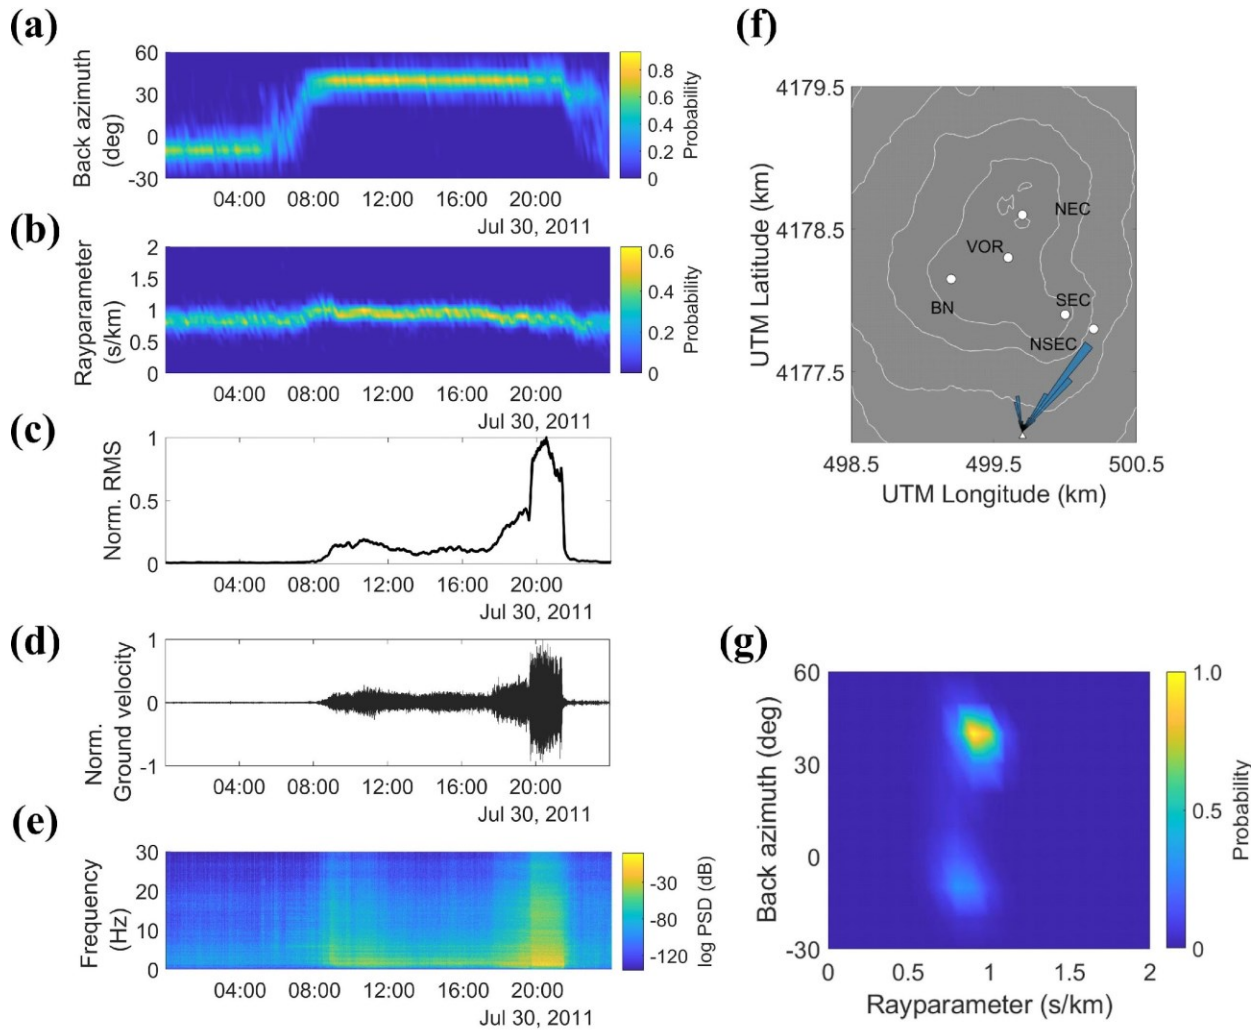 (a)
60
30
0
-30
Back azimuth
(deg)
04:00 08:00 12:00 16:00 20:00
Jul 30, 2011
0.8
0.6
0.4
0.2
0
Probability
(b)
2
1.5
1
0.5
0
Rayparameter
(s/km)
04:00 08:00 12:00 16:00 20:00
Jul 30, 2011
0.6
0.4
0.2
0
Probability
(c)
1
0.5
0
Norm. RMS
04:00 08:00 12:00 16:00 20:00
Jul 30, 2011
(d)
1
0
-1
Norm.
Ground velocity
04:00 08:00 12:00 16:00 20:00
Jul 30, 2011
(e)
30
20
10
0
Frequency
(Hz)
04:00 08:00 12:00 16:00 20:00
Jul 30, 2011
-30
-80
-120
log PSD (dB)
(f)
4179.5
4178.5
4177.5
UTM Latitude (km)
NEC
VOR
BN
SEC
NSEC
498.5 499.5 500.5
UTM Longitude (km)
(g)
60
30
0
-30
Back azimuth (deg)
0 0.5 1 1.5 2
Rayparameter (s/km)
1.0
0.5
0
Probability